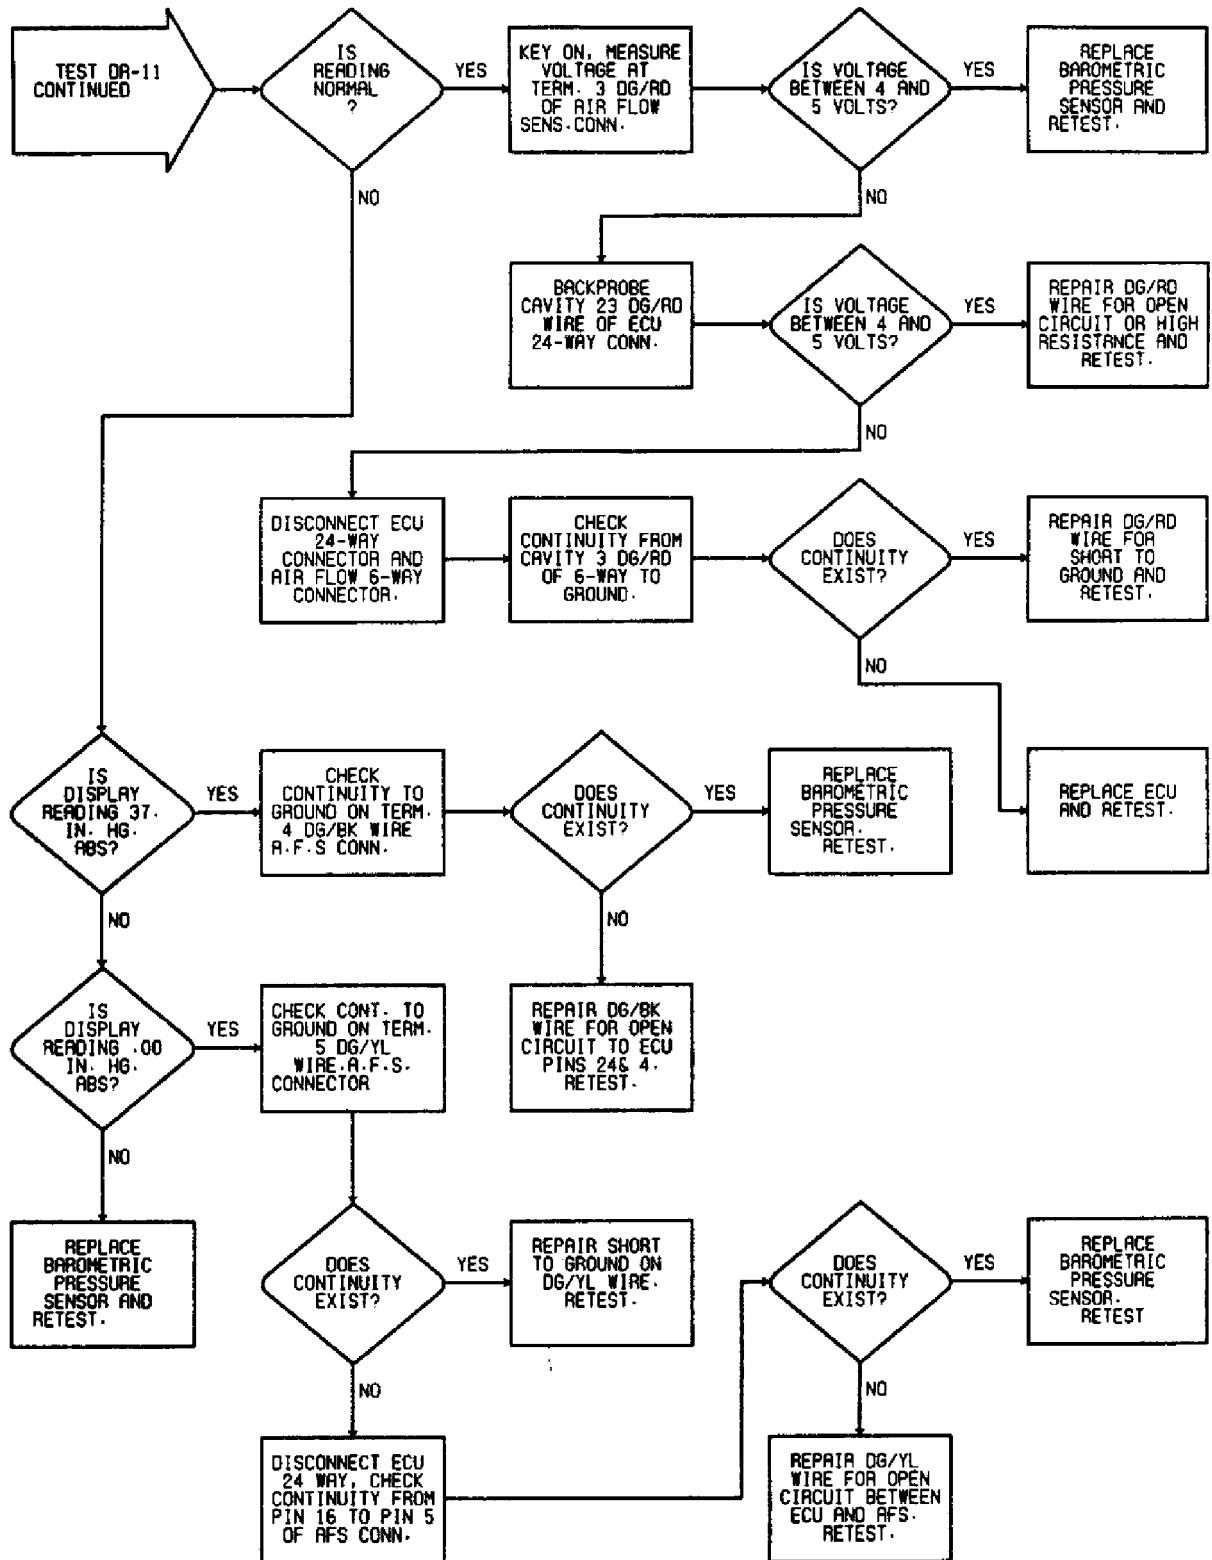 TEST DR-11
CONTINUED
IS
READING
NORMAL
?
YES
NO
KEY ON, MEASURE
VOLTAGE AT
TERM. 3 DG/RD
OF AIR FLOW
SENS.CONN.
IS VOLTAGE
BETWEEN 4 AND
5 VOLTS?
YES
NO
REPLACE
BAROMETRIC
PRESSURE
SENSOR AND
RETEST.
BACKPROBE
CAVITY 23 DG/RD
WIRE OF ECU
24-WAY CONN.
IS VOLTAGE
BETWEEN 4 AND
5 VOLTS?
YES
NO
REPAIR DG/RD
WIRE FOR OPEN
CIRCUIT OR HIGH
RESISTANCE AND
RETEST.
DISCONNECT ECU
24-WAY
CONNECTOR AND
AIR FLOW 6-WAY
CONNECTOR.
CHECK
CONTINUITY FROM
CAVITY 3 DG/RD
OF 6-WAY TO
GROUND.
DOES
CONTINUITY
EXIST?
YES
NO
REPAIR DG/RD
WIRE FOR
SHORT TO
GROUND AND
RETEST.
REPLACE ECU
AND RETEST.
IS
DISPLAY
READING 37.
IN. HG.
ABS?
YES
NO
CHECK
CONTINUITY TO
GROUND ON TERM.
4 DG/BK WIRE
A.F.S CONN.
DOES
CONTINUITY
EXIST?
YES
NO
REPLACE
BAROMETRIC
PRESSURE
SENSOR.
RETEST.
REPAIR DG/BK
WIRE FOR OPEN
CIRCUIT TO ECU
PINS 24& 4.
RETEST.
IS
DISPLAY
READING .00
IN. HG.
ABS?
YES
NO
CHECK CONT. TO
GROUND ON TERM.
5 DG/YL
WIRE.A.F.S.
CONNECTOR
REPLACE
BAROMETRIC
PRESSURE
SENSOR AND
RETEST.
DOES
CONTINUITY
EXIST?
YES
NO
REPAIR SHORT
TO GROUND ON
DG/YL WIRE.
RETEST.
DISCONNECT ECU
24 WAY, CHECK
CONTINUITY FROM
PIN 16 TO PIN 5
OF AFS CONN.
DOES
CONTINUITY
EXIST?
YES
NO
REPLACE
BAROMETRIC
PRESSURE
SENSOR.
RETEST
REPAIR DG/YL
WIRE FOR OPEN
CIRCUIT BETWEEN
ECU AND AFS.
RETEST.